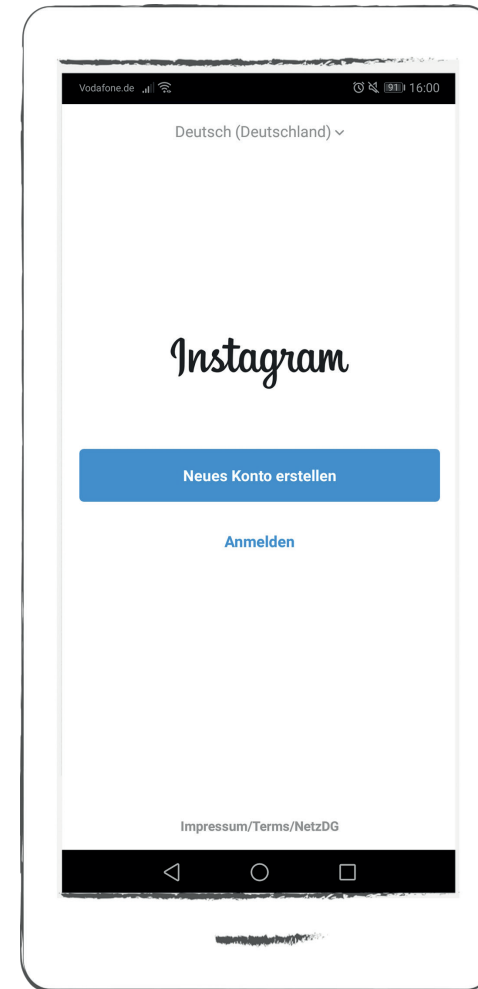 Vodafone.de 91 16:00
Deutsch (Deutschland)
Instagram
Neues Konto erstellen
Anmelden
Impressum/Terms/NetzDG